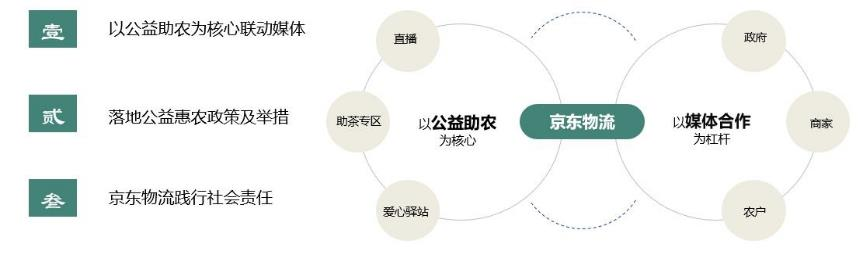 壹
以公益助农为核心联动媒体
贰
落地公益惠农政策及举措
叁
京东物流践行社会责任
直播
助茶专区
爱心驿站
以公益助农
为核心
京东物流
以媒体合作
为杠杆
政府
商家
农户